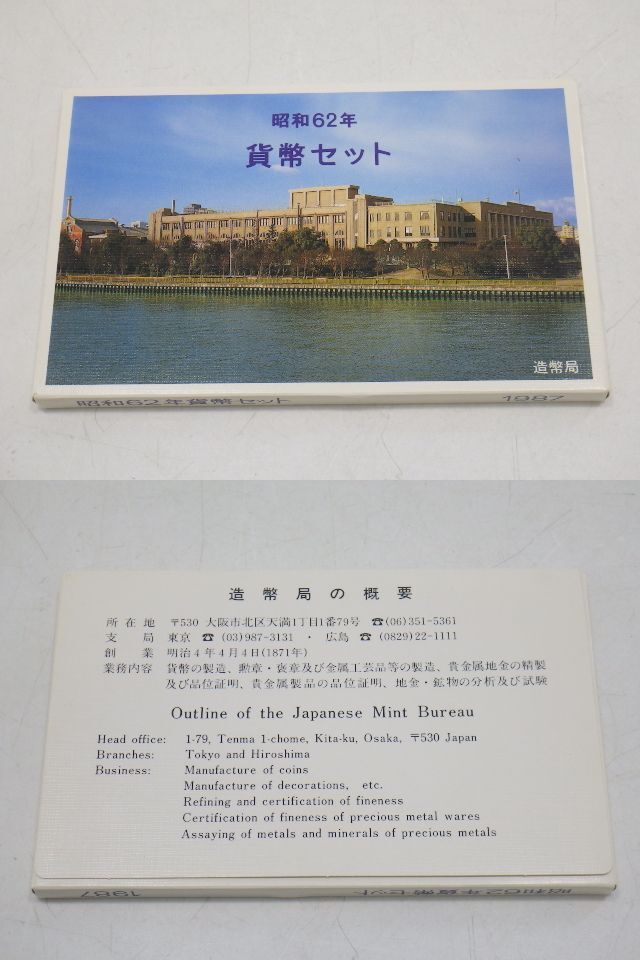 昭和62年
貨幣セット
造幣局
昭和62年貨幣セット 1987
造幣局の概要
所在地 〒530 大阪市北区天満1丁目1番79号 ☎(06)351-5361
支局 東京 ☎ (03)987-3131 ・ 広島 ☎ (0829)22-1111
創業 明治4年4月4日(1871年)
業務内容 貨幣の製造、勲章・褒章及び金属工芸品等の製造、貴金属地金の精製
及び品位証明、貴金属製品の品位証明、地金・鉱物の分析及び試験
Outline of the Japanese Mint Bureau
Head office: 1-79, Tenma 1-chome, Kita-ku, Osaka, 〒530 Japan
Branches: Tokyo and Hiroshima
Business: Manufacture of coins
Manufacture of decorations, etc.
Refining and certification of fineness
Certification of fineness of precious metal wares
Assaying of metals and minerals of precious metals
昭和62年貨幣セット 1987